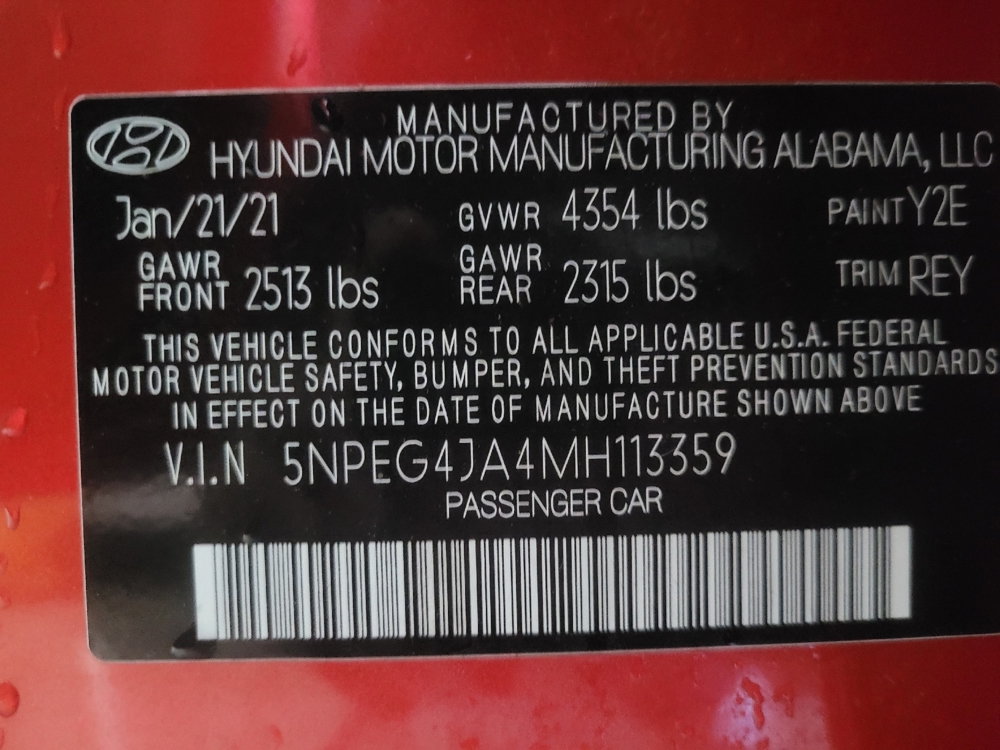 MANUFACTURED BY
HYUNDAI MOTOR MANUFACTURING ALABAMA, LLC
Jan/21/21 GVWR 4354 lbs PAINT Y2E
GAWR FRONT 2513 lbs GAWR REAR 2315 lbs TRIM REY
THIS VEHICLE CONFORMS TO ALL APPLICABLE U.S.A. FEDERAL
MOTOR VEHICLE SAFETY, BUMPER, AND THEFT PREVENTION STANDARDS
IN EFFECT ON THE DATE OF MANUFACTURE SHOWN ABOVE
V.I.N 5NPEG4JA4MH113359
PASSENGER CAR